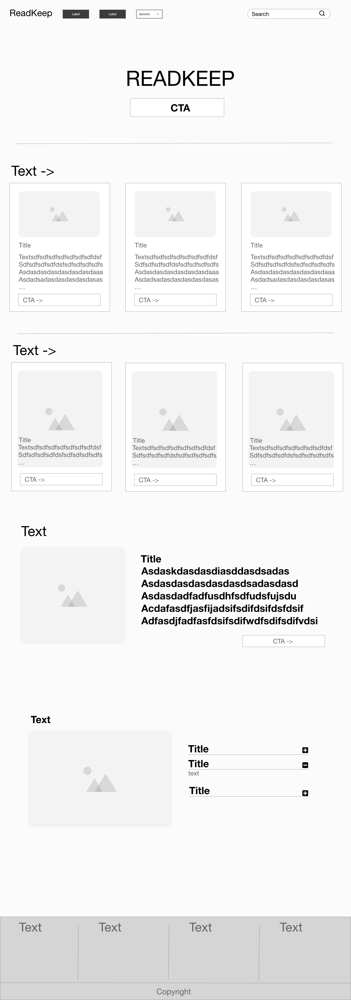 ReadKeep
Label
Label
Genre's
Search
READKEEP
CTA
Text ->
Title
Textsdfsdfsdfsdfsdfsdfsdfdsf
Sdfsdfsdfsdfdsfsdfsdfsdfsdfs
Asdasdasdasdasdasdasdaaa
Asdadsadasdasdasdasdasas
...
CTA ->
Title
Textsdfsdfsdfsdfsdfsdfsdfdsf
Sdfsdfsdfsdfdsfsdfsdfsdfsdfs
Asdasdasdasdasdasdasdaaa
Asdadsadasdasdasdasdasas
...
CTA ->
Title
Textsdfsdfsdfsdfsdfsdfsdfdsf
Sdfsdfsdfsdfdsfsdfsdfsdfsdfs
Asdasdasdasdasdasdasdaaa
Asdadsadasdasdasdasdasas
...
CTA ->
Text ->
Title
Textsdfsdfsdfsdfsdfsdfsdfdsf
Sdfsdfsdfsdfdsfsdfsdfsdfsdfs
...
CTA ->
Title
Textsdfsdfsdfsdfsdfsdfsdfdsf
Sdfsdfsdfsdfdsfsdfsdfsdfsdfs
...
CTA ->
Title
Textsdfsdfsdfsdfsdfsdfsdfdsf
Sdfsdfsdfsdfdsfsdfsdfsdfsdfs
...
CTA ->
Text
Title
Asdaskdasdasdiasddasdsadas
Asdasdasdasdasdasdsadasdasd
Asdasdadfadfusdhfsdfudsfujsdu
Acdafasdfjasfijadsifsdifdsifdsfdsif
Adfasdjfadfasfdsifsdifwdfsdifsdifvdsi
CTA ->
Text
Title
Title
text
Title
Text
Text
Text
Text
Copyright